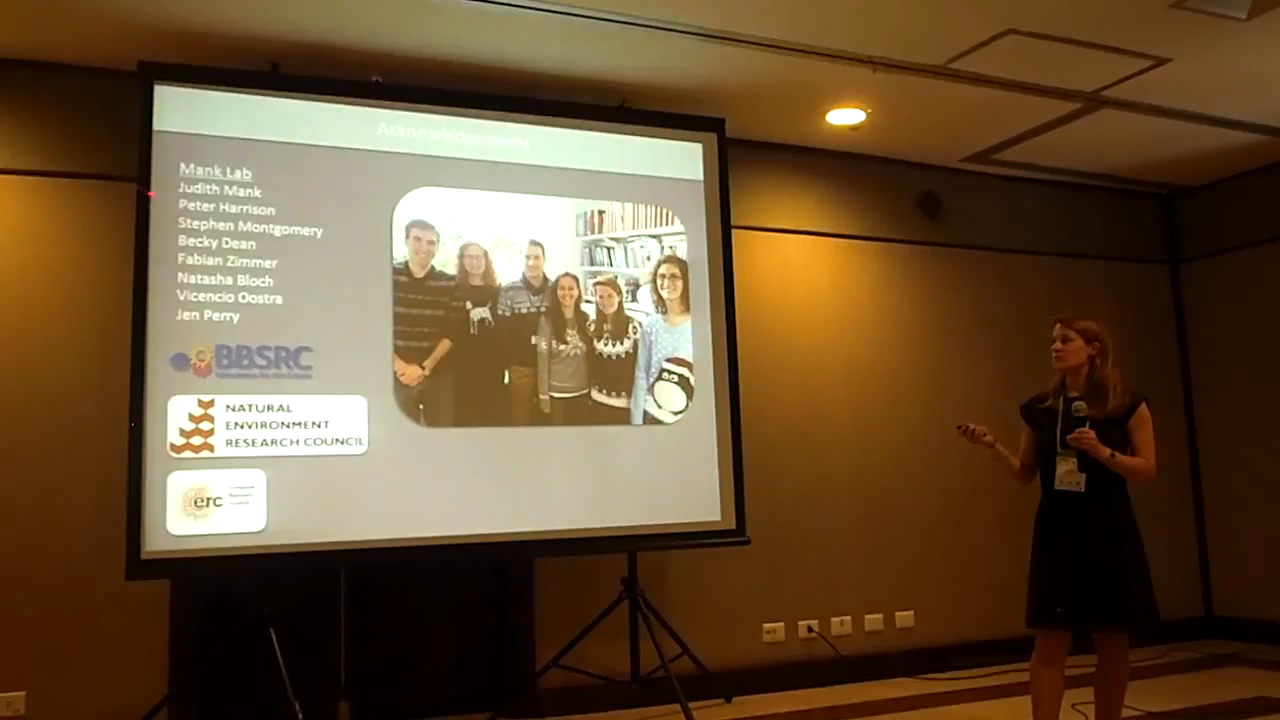 Acknowledgements
Mank Lab
Judith Mank
Peter Harrison
Stephen Montgomery
Becky Dean
Fabian Zimmer
Natasha Bloch
Vicencio Oostra
Jen Perry
BBSRC
NATURAL
ENVIRONMENT
RESEARCH COUNCIL
erc